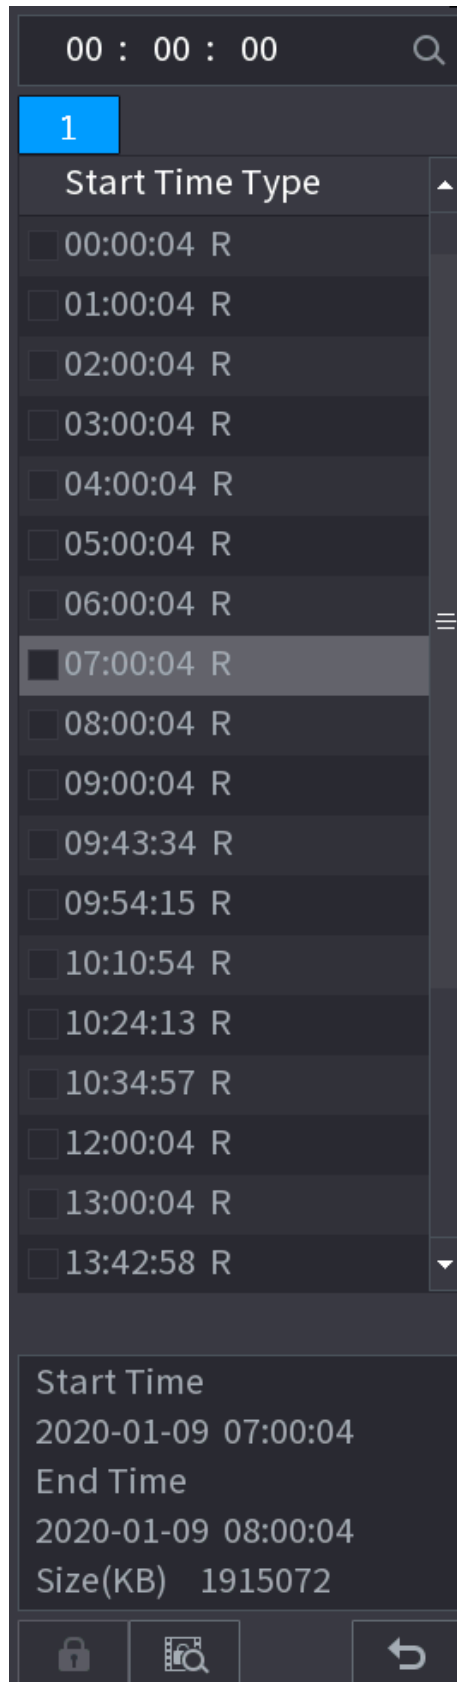 00 : 00 : 00
1
Start Time Type
00:00:04 R
01:00:04 R
02:00:04 R
03:00:04 R
04:00:04 R
05:00:04 R
06:00:04 R
07:00:04 R
08:00:04 R
09:00:04 R
09:43:34 R
09:54:15 R
10:10:54 R
10:24:13 R
10:34:57 R
12:00:04 R
13:00:04 R
13:42:58 R
Start Time
2020-01-09 07:00:04
End Time
2020-01-09 08:00:04
Size(KB) 1915072